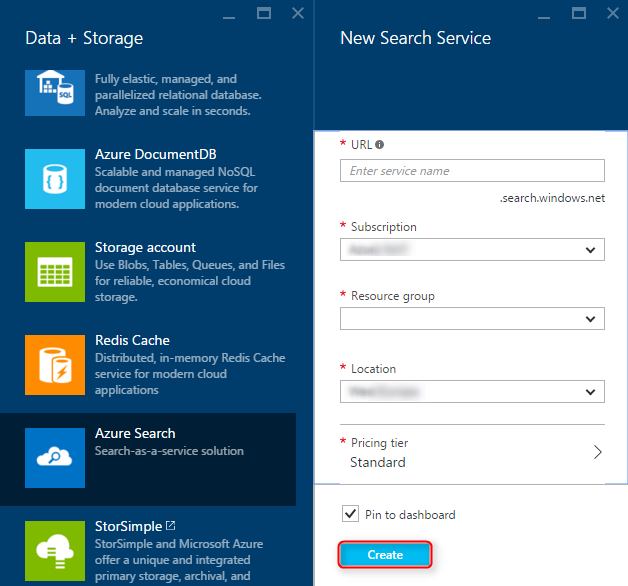 Data + Storage
Fully elastic, managed, and
parallelized relational database.
Analyze and scale in seconds.
SQL
Azure DocumentDB
Scalable and managed NoSQL
document database service for
modern cloud applications.
{ }
Storage account
Use Blobs, Tables, Queues, and Files
for reliable, economical cloud
storage.
Redis Cache
Distributed, in-memory Redis Cache
service for modern cloud
applications
Azure Search
Search-as-a-service solution
StorSimple
StorSimple and Microsoft Azure
offer a unique and integrated
primary storage, archival, and
New Search Service
* URL
Enter service name
.search.windows.net
* Subscription
* Resource group
* Location
* Pricing tier
Standard
Pin to dashboard
Create